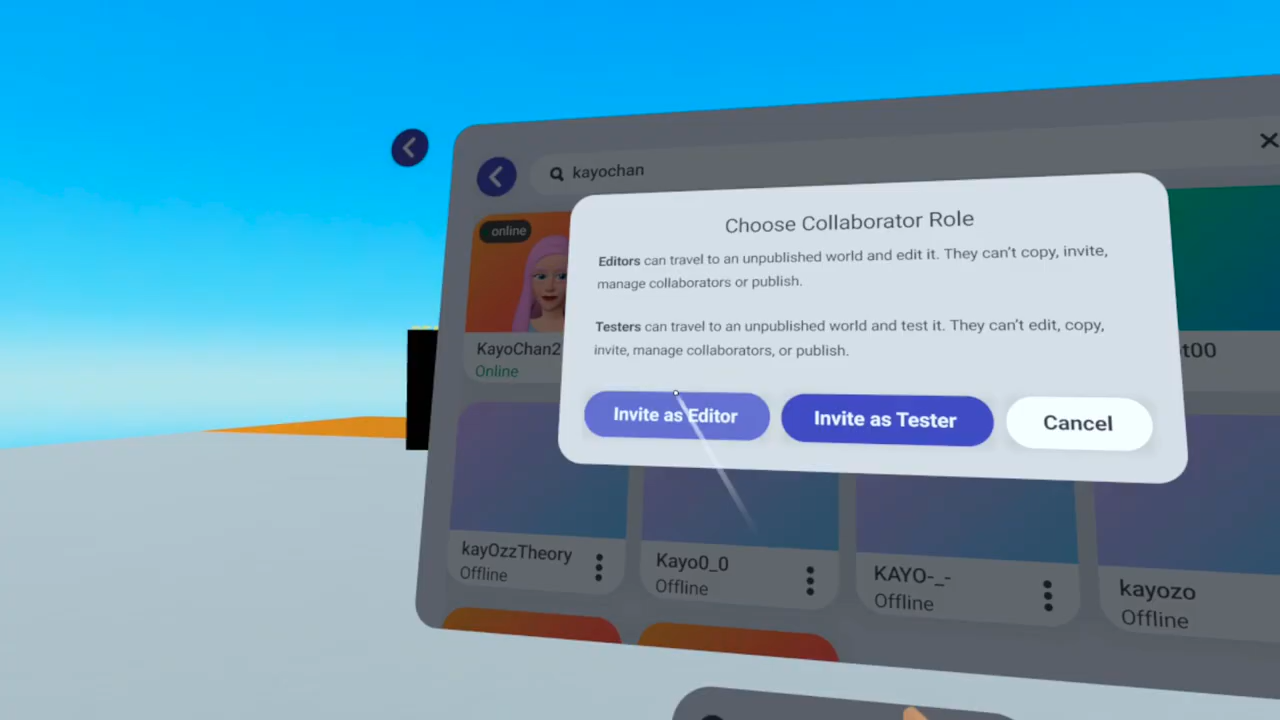 kayochan
online
Choose Collaborator Role
Editors can travel to an unpublished world and edit it. They can't copy, invite,
manage collaborators or publish.
Testers can travel to an unpublished world and test it. They can't edit, copy,
invite, manage collaborators, or publish.
Invite as Editor
Invite as Tester
Cancel
KayoChan2
Online
t00
kayOzzTheory
Offline
Kayo0_0
Offline
KAYO-_-
Offline
kayozo
Offline